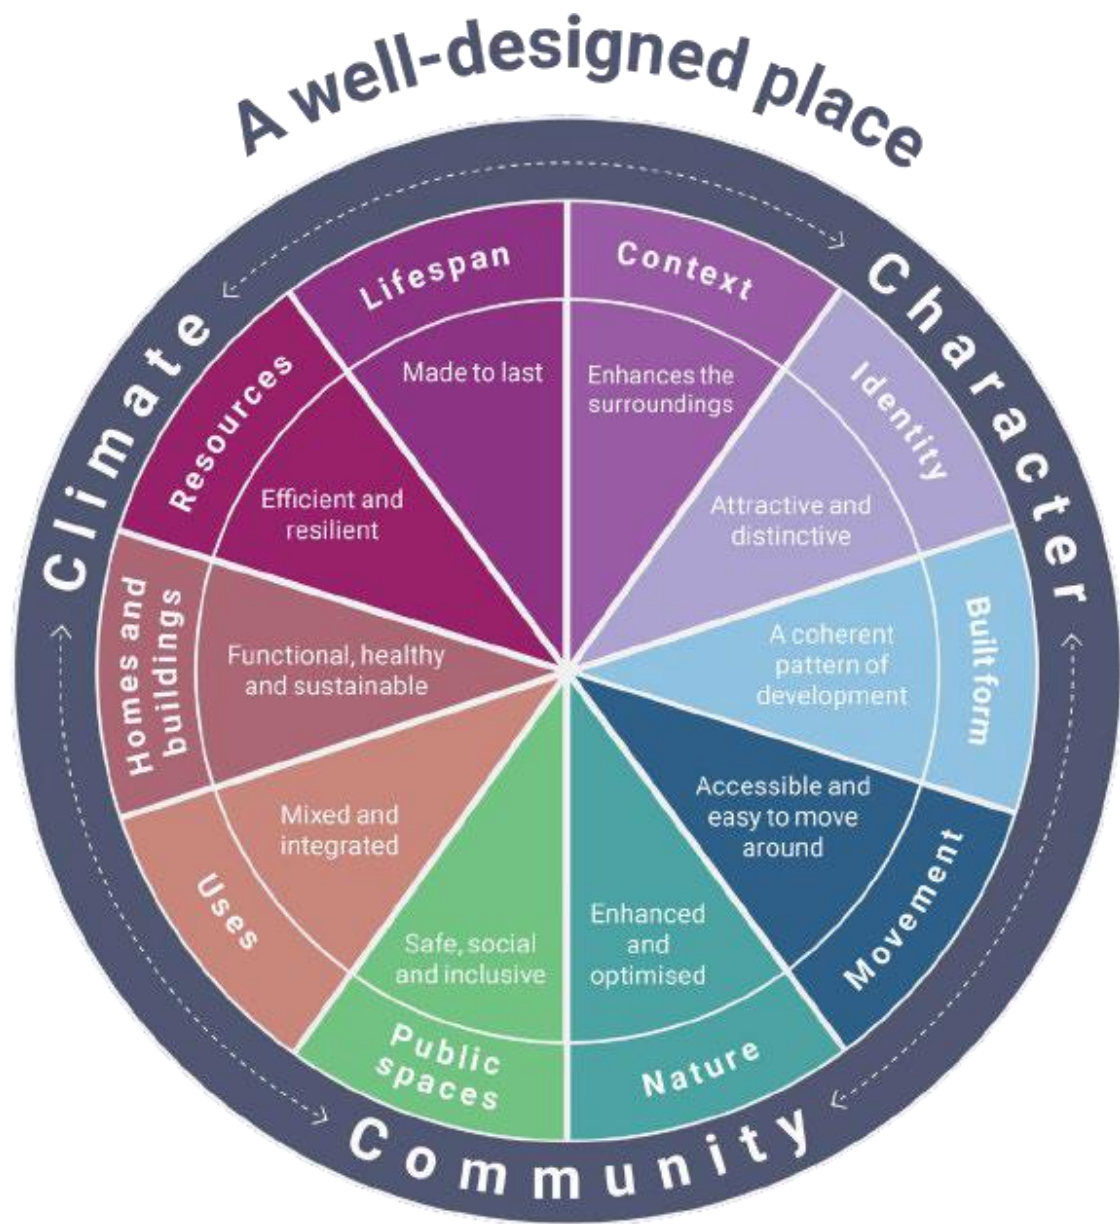 A well-designed place
Climate
Character
Community
Context
Enhances the
surroundings
Identity
Attractive and
distinctive
Built form
A coherent
pattern of
development
Movement
Accessible and
easy to move
around
Nature
Enhanced
and
optimised
Public
spaces
Safe, social
and inclusive
Uses
Mixed and
integrated
Homes and
buildings
Functional, healthy
and sustainable
Resources
Efficient and
resilient
Lifespan
Made to last